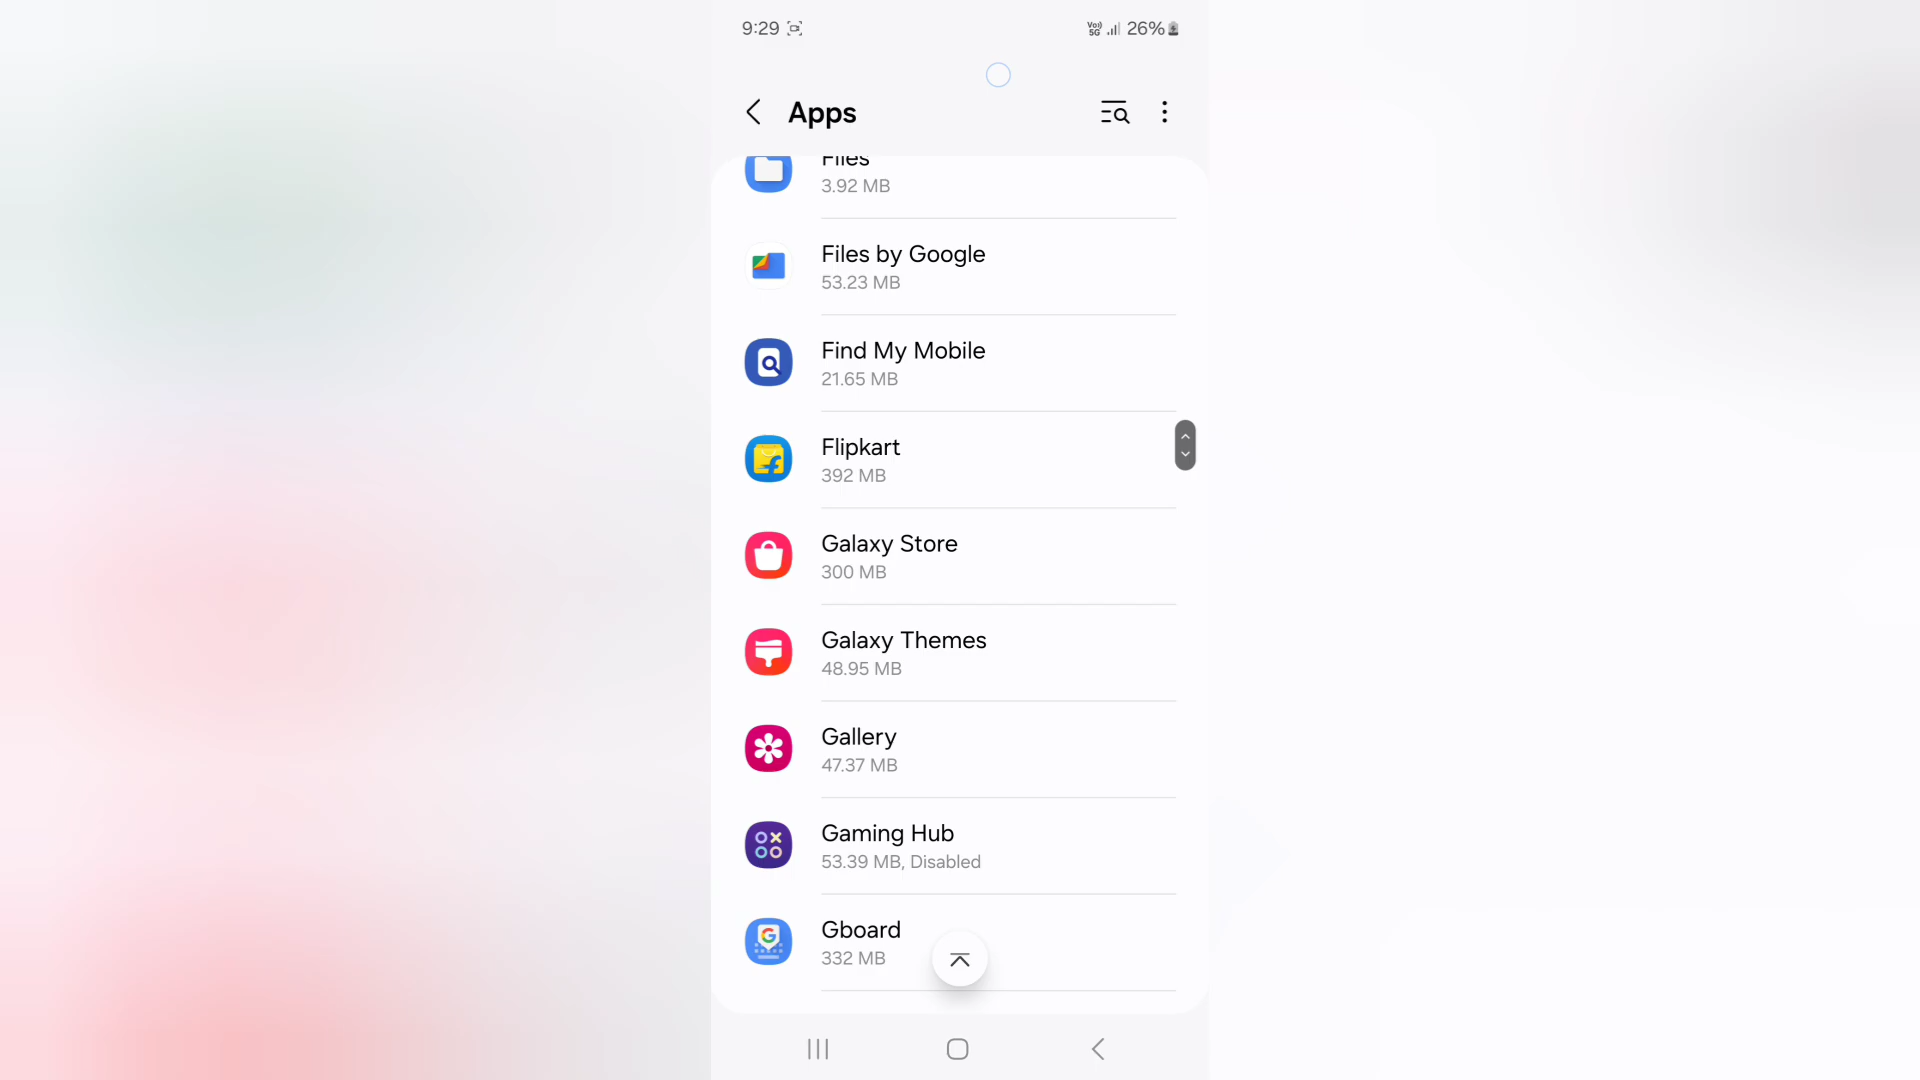 9:29 Vo)) 5G 26%
Apps
Files
3.92 MB
Files by Google
53.23 MB
Find My Mobile
21.65 MB
Flipkart
392 MB
Galaxy Store
300 MB
Galaxy Themes
48.95 MB
Gallery
47.37 MB
Gaming Hub
53.39 MB, Disabled
Gboard
332 MB